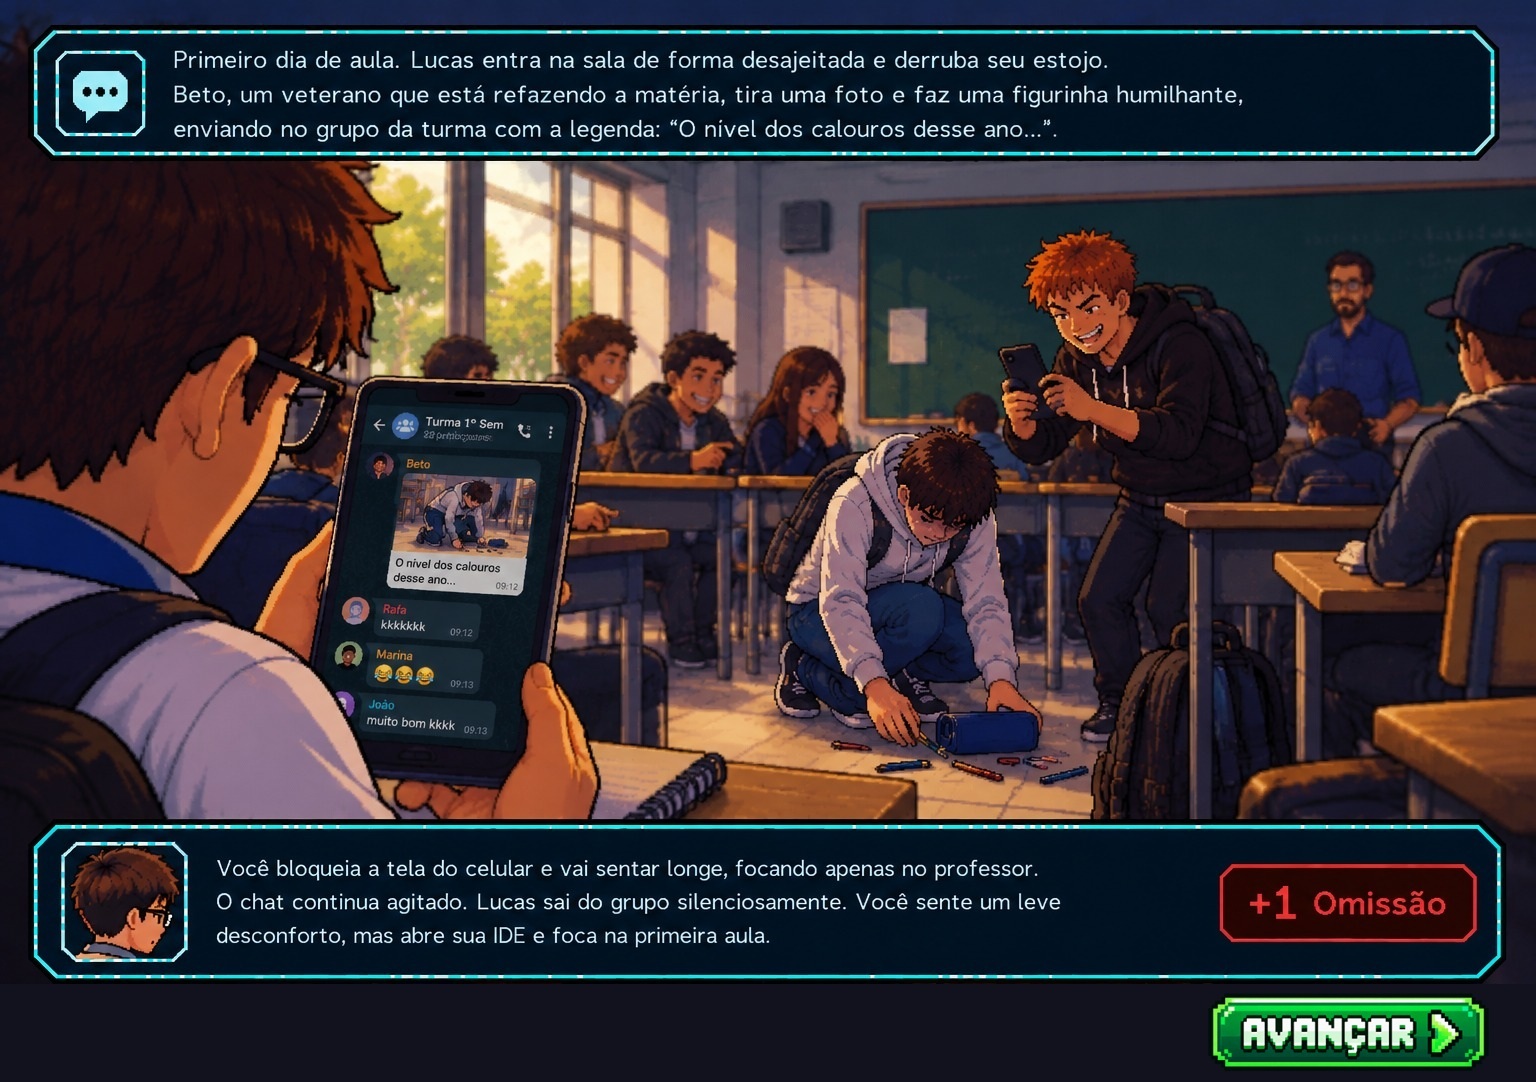 Primeiro dia de aula. Lucas entra na sala de forma desajeitada e derruba seu estojo.
Beto, um veterano que está refazendo a matéria, tira uma foto e faz uma figurinha humilhante,
enviando no grupo da turma com a legenda: “O nível dos calouros desse ano...”.
Turma 1º Sem
Beto
O nível dos calouros
desse ano...
09:12
Rafa
kkkkkkk
09:12
Marina
😂😂😂
09:13
João
muito bom kkkk
09:13
Você bloqueia a tela do celular e vai sentar longe, focando apenas no professor.
O chat continua agitado. Lucas sai do grupo silenciosamente. Você sente um leve
desconforto, mas abre sua IDE e foca na primeira aula.
+1 Omissão
AVANÇAR